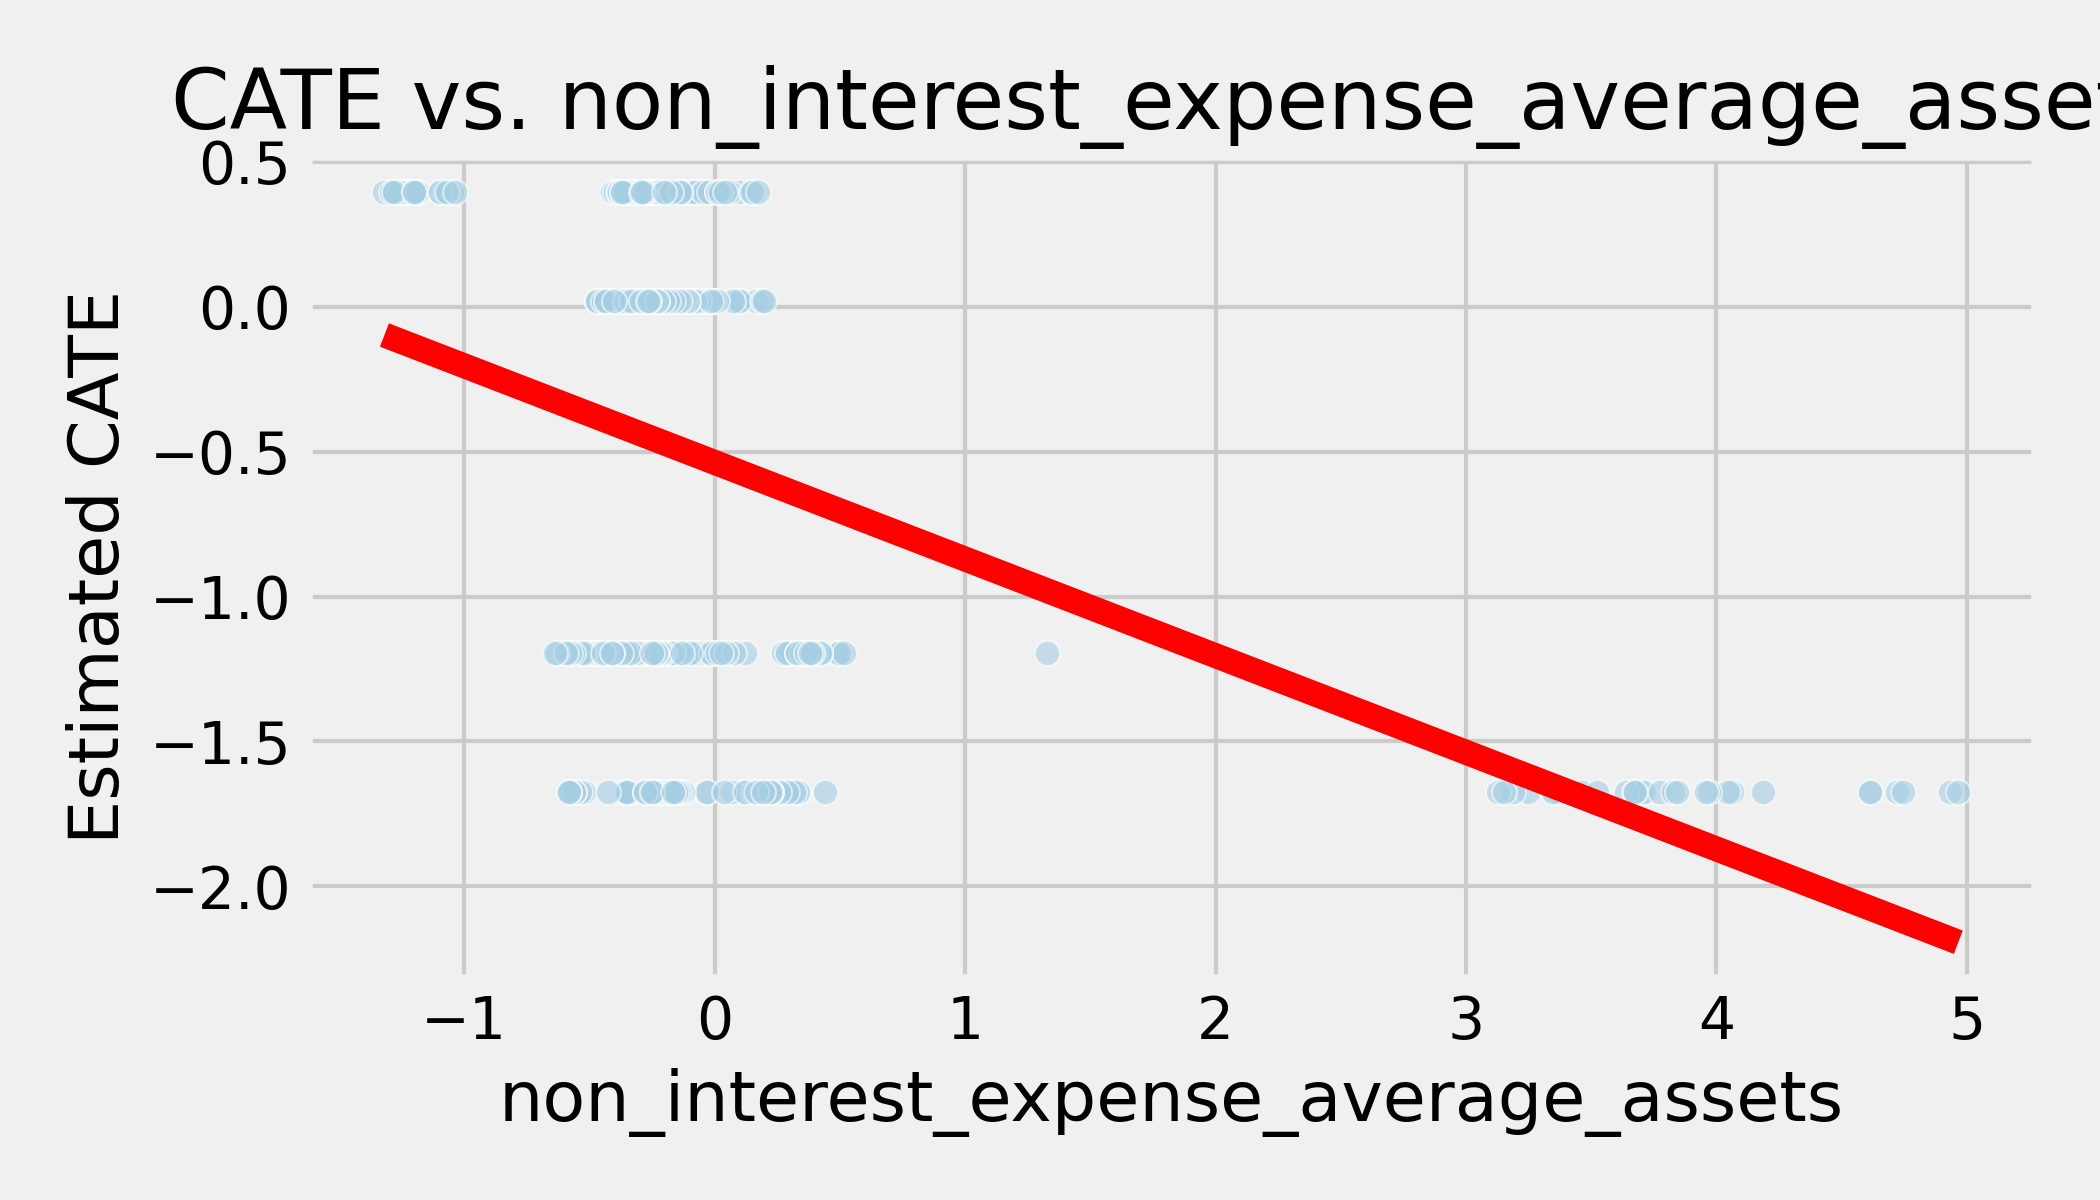 CATE vs. non_interest_expense_average_asset
0.5
0.0
−0.5
−1.0
−1.5
−2.0
Estimated CATE
−1 0 1 2 3 4 5
non_interest_expense_average_assets